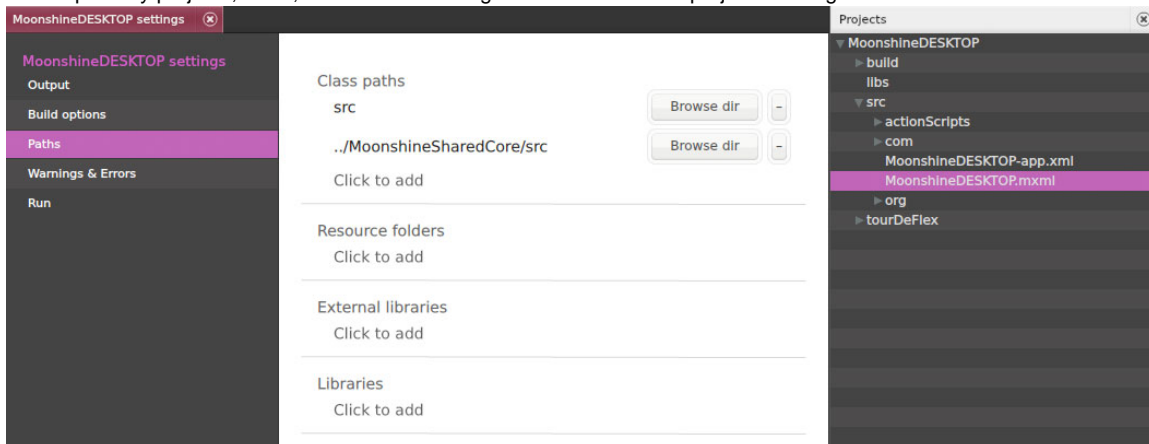 MoonshineDESKTOP settings
MoonshineDESKTOP settings
Output
Build options
Paths
Warnings & Errors
Run
Class paths
src Browse dir -
../MoonshineSharedCore/src Browse dir -
Click to add
Resource folders
Click to add
External libraries
Click to add
Libraries
Click to add
Projects
MoonshineDESKTOP
build
libs
src
actionScripts
com
MoonshineDESKTOP-app.xml
MoonshineDESKTOP.mxml
org
tourDeFlex